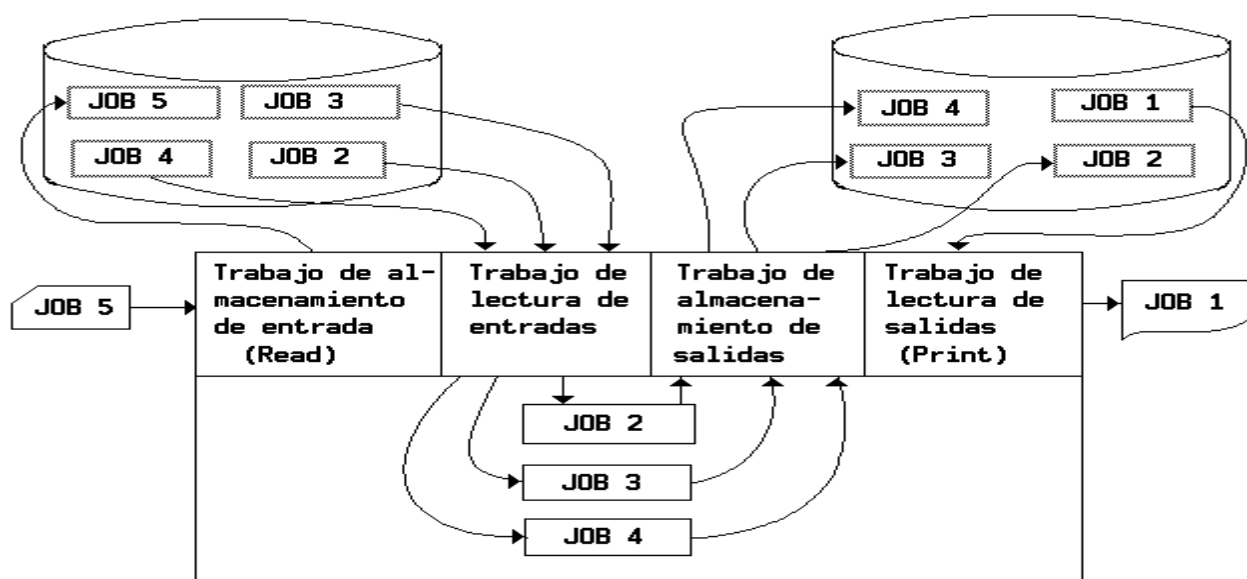 JOB 5
JOB 3
JOB 4
JOB 2
JOB 4
JOB 1
JOB 3
JOB 2
JOB 5
Trabajo de al-
macenamiento
de entrada
(Read)
Trabajo de
lectura de
entradas
Trabajo de
almacena-
miento de
salidas
Trabajo de
lectura de
salidas
(Print)
JOB 1
JOB 2
JOB 3
JOB 4